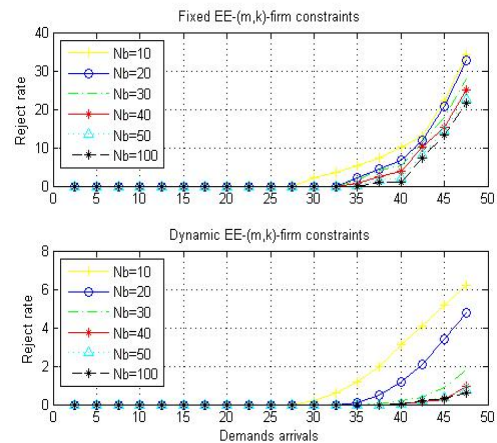 Fixed EE-(m,k)-firm constraints
40
30
20
10
0
Reject rate
Nb=10
Nb=20
Nb=30
Nb=40
Nb=50
Nb=100
0 5 10 15 20 25 30 35 40 45 50
Dynamic EE-(m,k)-firm constraints
8
6
4
2
0
Reject rate
Nb=10
Nb=20
Nb=30
Nb=40
Nb=50
Nb=100
0 5 10 15 20 25 30 35 40 45 50
Demands arrivals